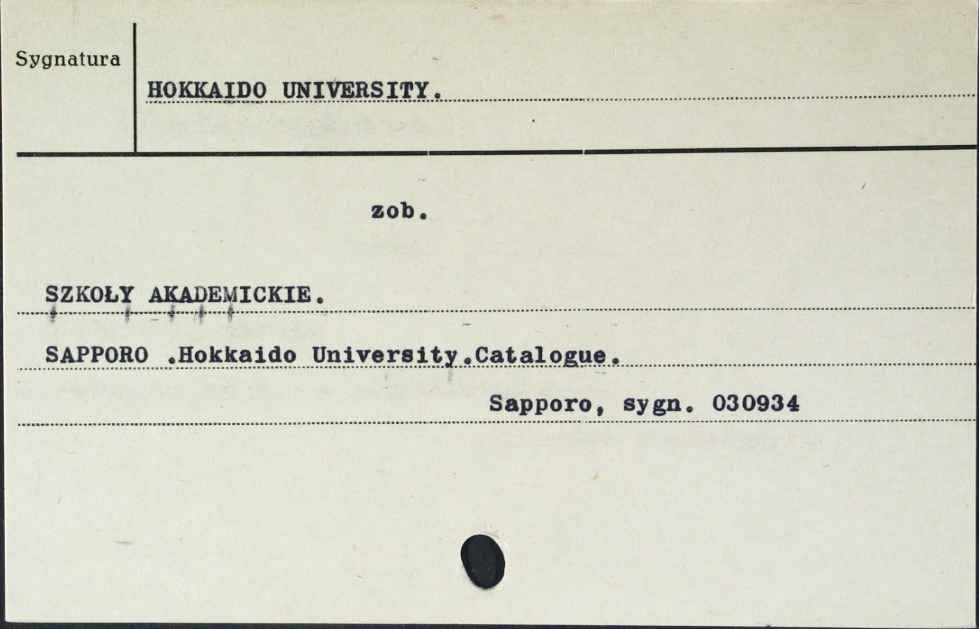 Sygnatura
HOKKAIDO UNIVERSITY.
zob.
SZKOŁY AKADEMICKIE.
SAPPORO .Hokkaido University.Catalogue.
Sapporo, sygn. 030934